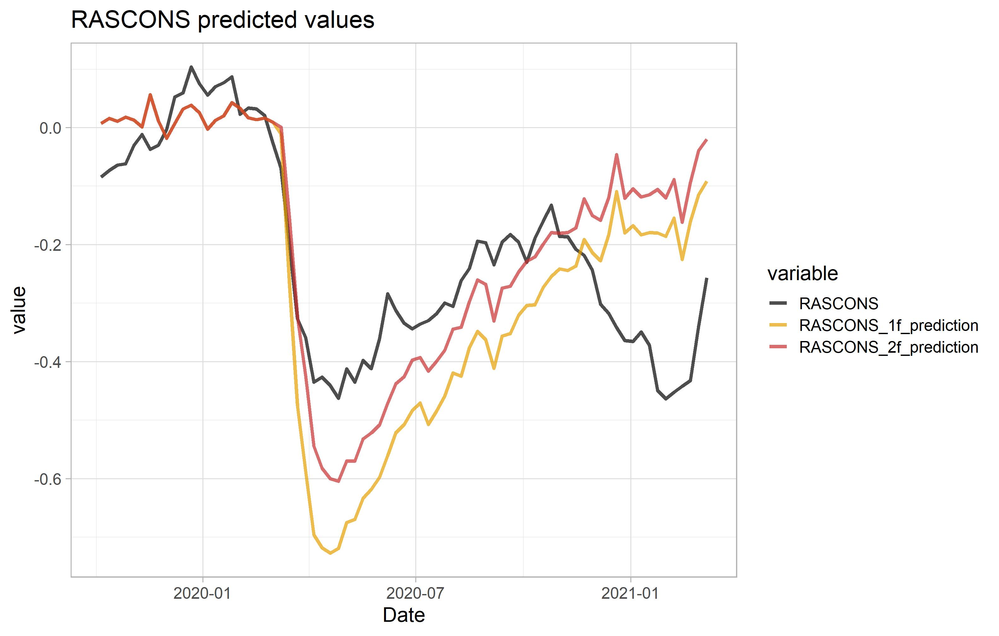 RASCONS predicted values
0.0
-0.2
-0.4
-0.6
value
2020-01
2020-07
2021-01
Date
variable
RASCONS
RASCONS_1f_prediction
RASCONS_2f_prediction